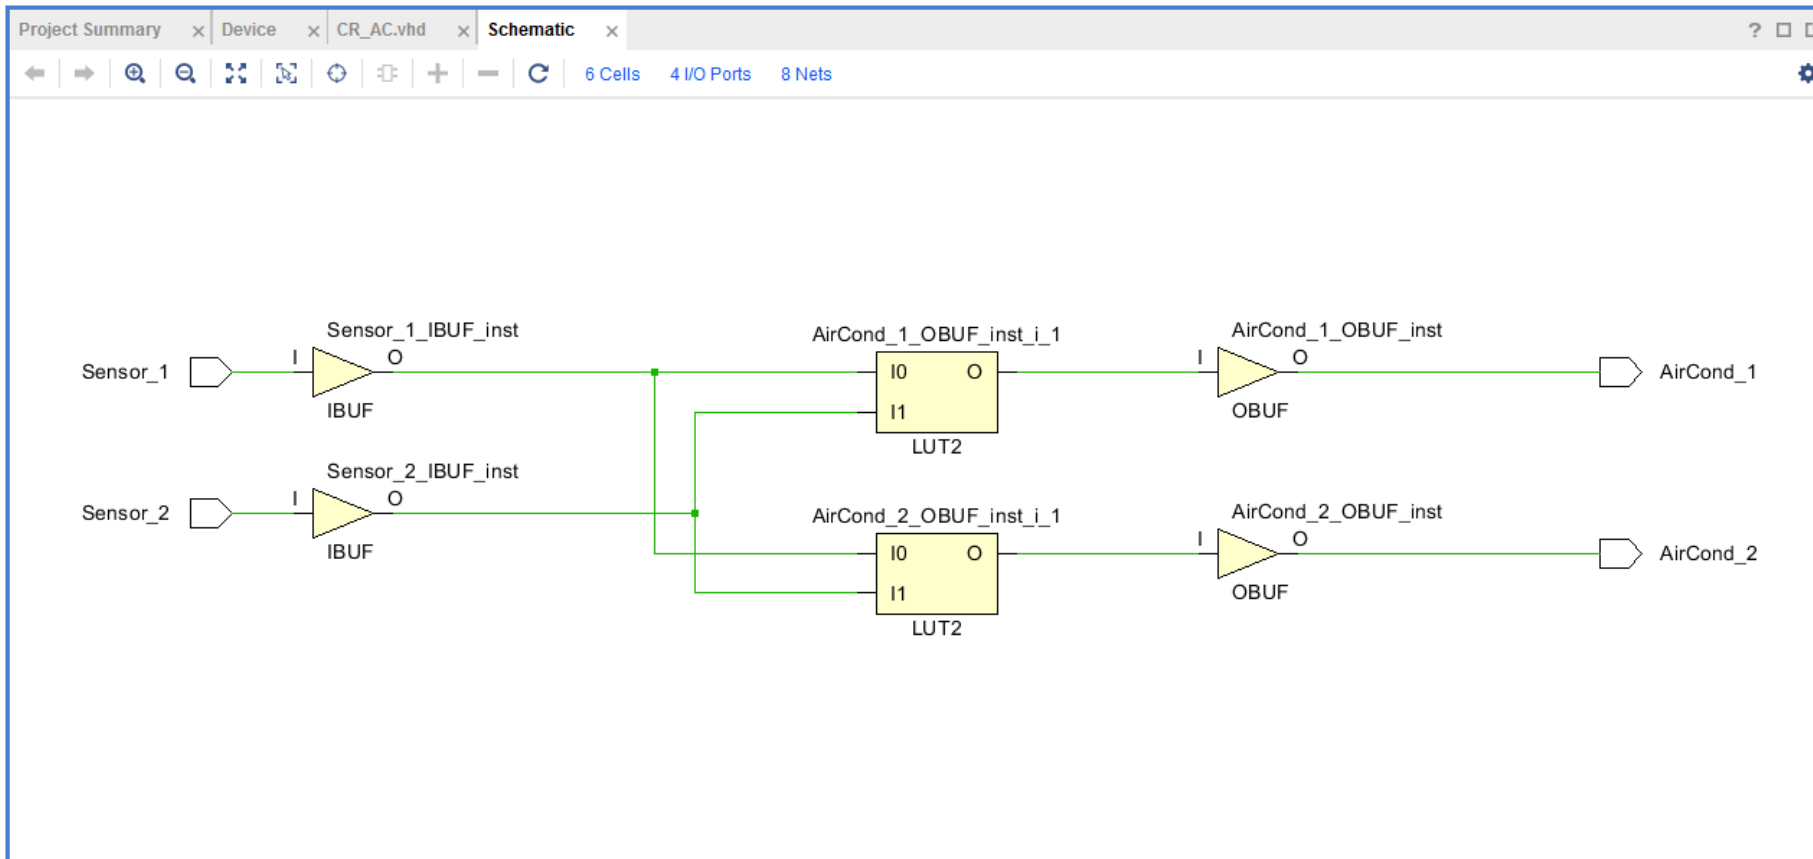 Project Summary × Device × CR_AC.vhd × Schematic × ?
6 Cells 4 I/O Ports 8 Nets
Sensor_1_IBUF_inst AirCond_1_OBUF_inst_i_1 AirCond_1_OBUF_inst
Sensor_1 I O I0 O I O AirCond_1
IBUF I1 OBUF
LUT2
Sensor_2_IBUF_inst
Sensor_2 I O
IBUF
AirCond_2_OBUF_inst_i_1 AirCond_2_OBUF_inst
I0 O I O AirCond_2
I1 OBUF
LUT2